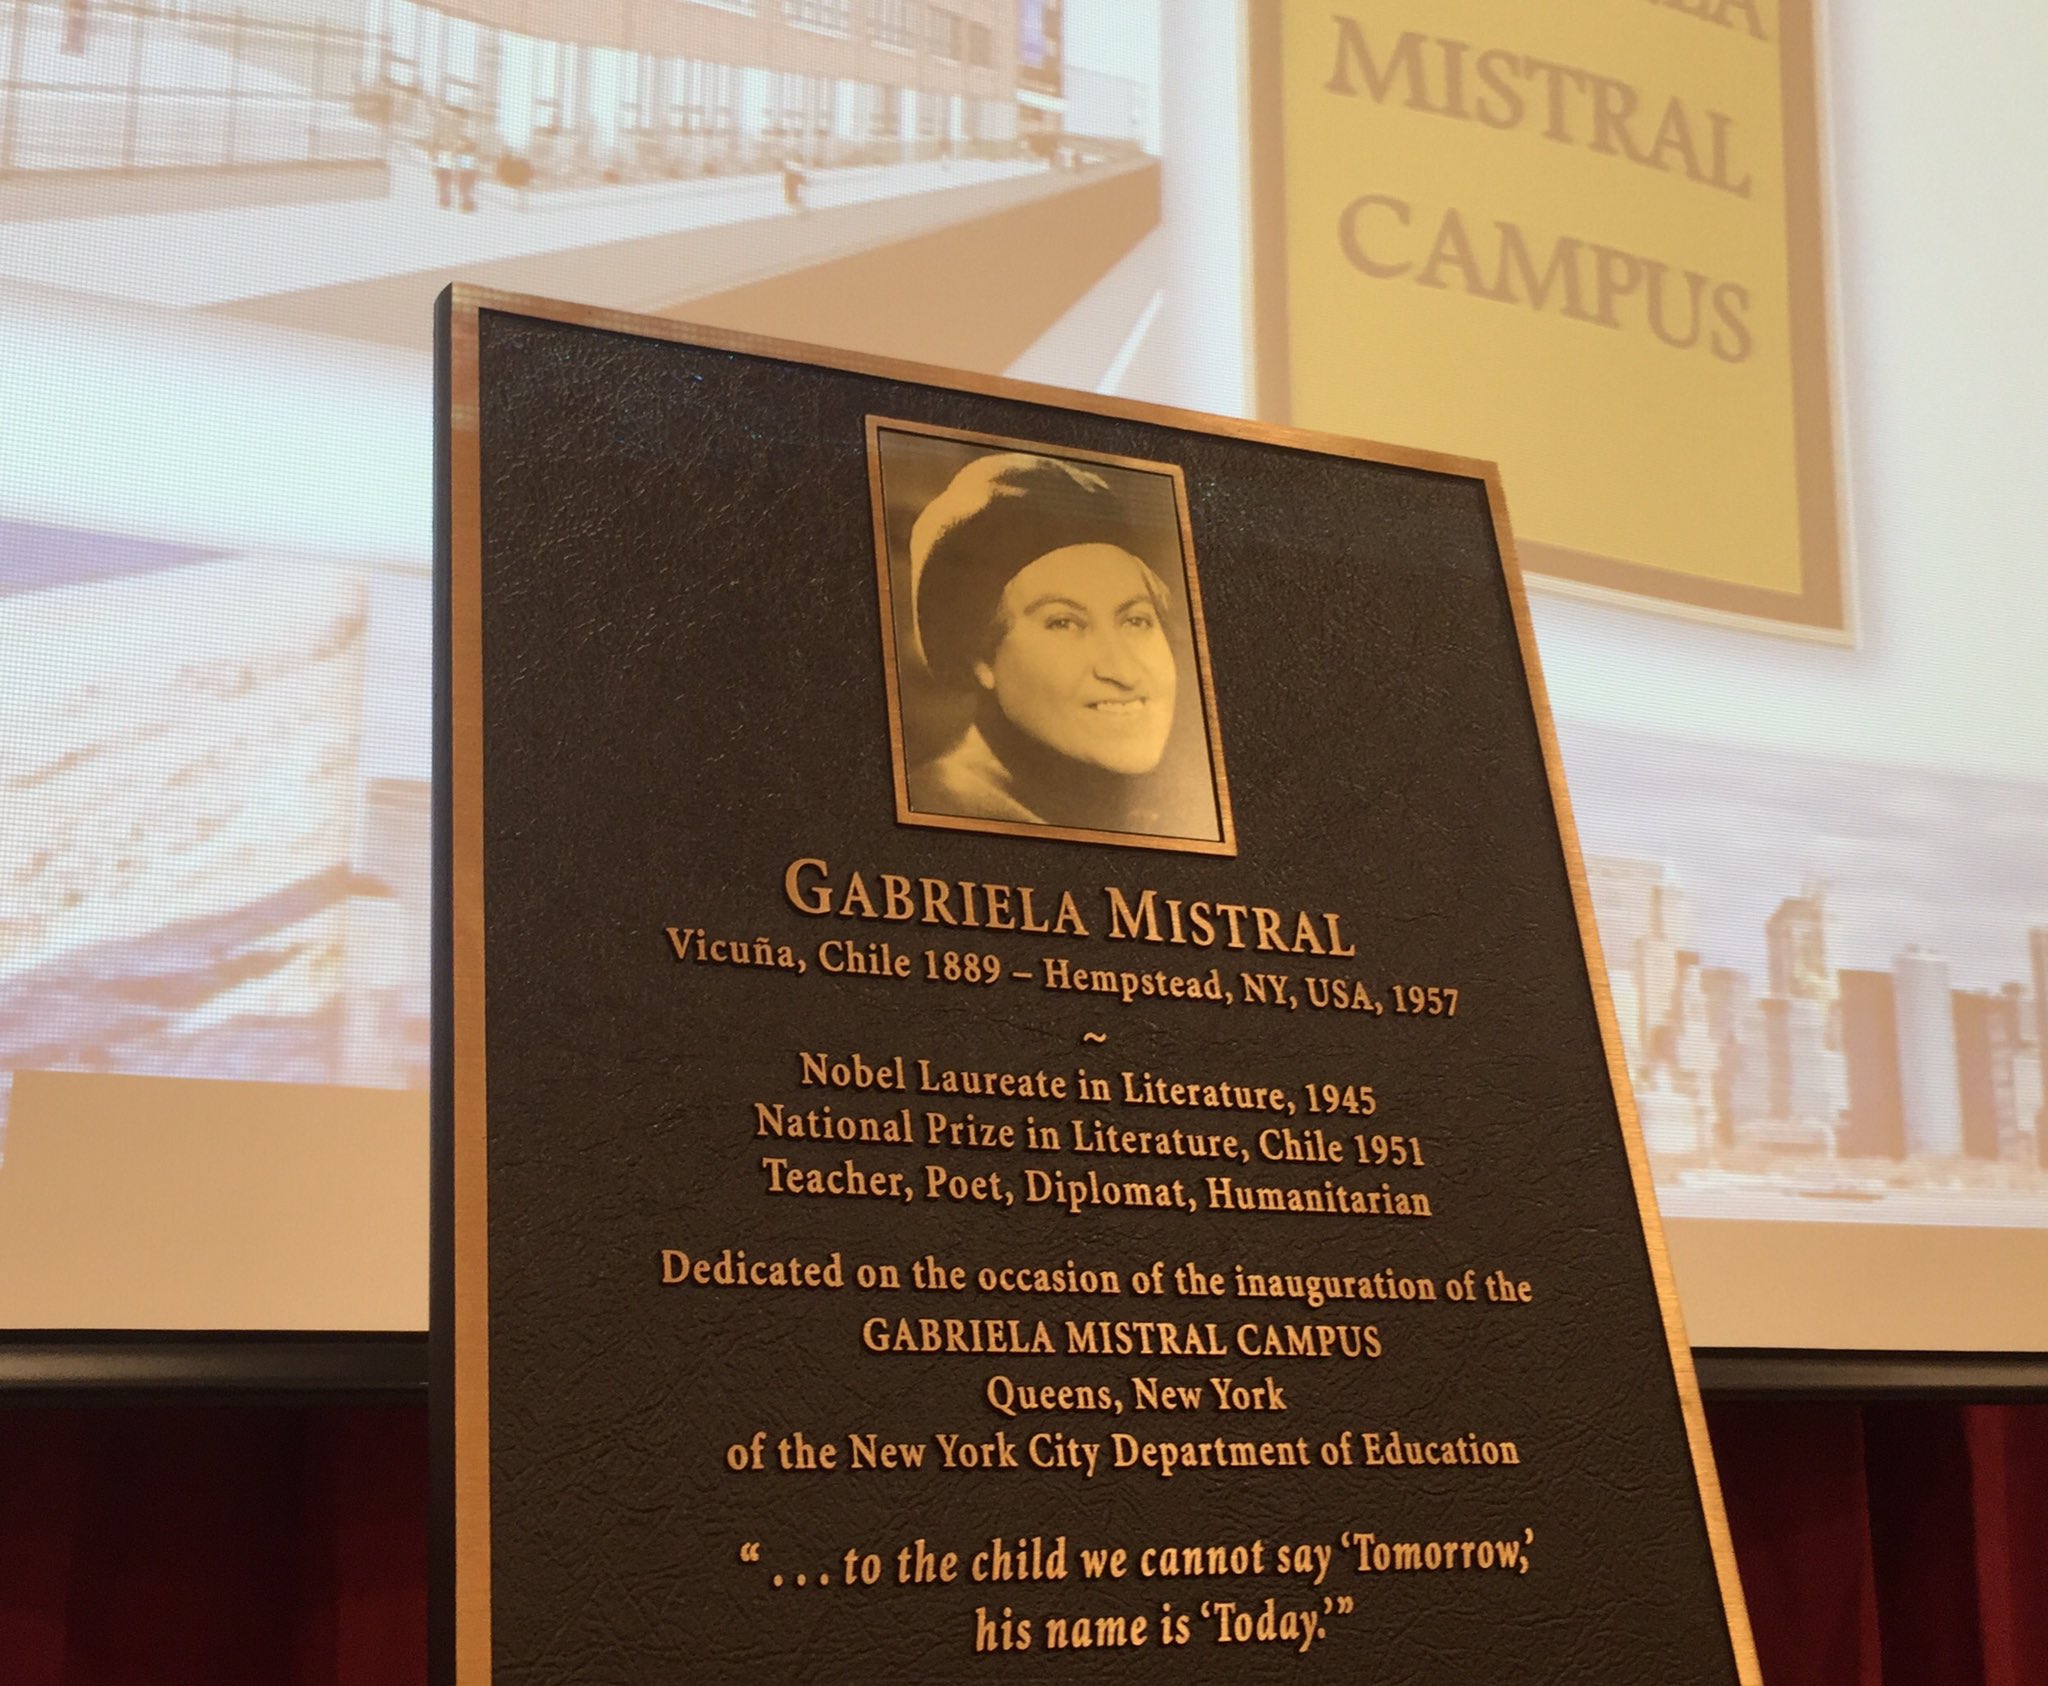 MISTRAL
CAMPUS
GABRIELA MISTRAL
Vicuña, Chile 1889 – Hempstead, NY, USA, 1957
~
Nobel Laureate in Literature, 1945
National Prize in Literature, Chile 1951
Teacher, Poet, Diplomat, Humanitarian
Dedicated on the occasion of the inauguration of the
GABRIELA MISTRAL CAMPUS
Queens, New York
of the New York City Department of Education
“ . . . to the child we cannot say ‘Tomorrow,’
his name is ‘Today.’”